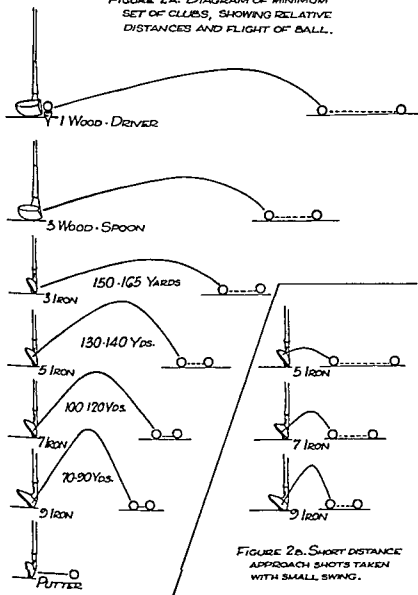 FIGURE 2A. DIAGRAM OF MINIMUM
SET OF CLUBS, SHOWING RELATIVE
DISTANCES AND FLIGHT OF BALL.
1 WOOD·DRIVER
3 WOOD·SPOON
150·165 YARDS
3 IRON
130·140 YDS.
5 IRON
100·120 YDS.
7 IRON
70·90 YDS.
9 IRON
PUTTER
5 IRON
7 IRON
9 IRON
FIGURE 2B. SHORT DISTANCE
APPROACH SHOTS TAKEN
WITH SMALL SWING.